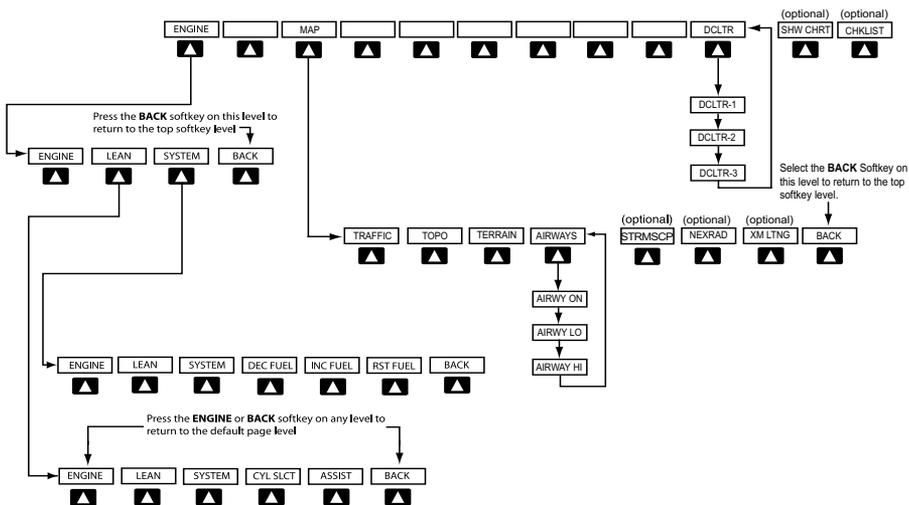 (optional) (optional)
ENGINE MAP DCLTR SHW CHRT CHKLIST
DCLTR-1
DCLTR-2
DCLTR-3
Press the BACK softkey on this level to
return to the top softkey level
ENGINE LEAN SYSTEM BACK
Select the BACK Softkey on
this level to return to the top
softkey level.
(optional) (optional) (optional)
TRAFFIC TOPO TERRAIN AIRWAYS STRMSCP NEXRAD XM LTNG BACK
AIRWY ON
AIRWY LO
AIRWAY HI
ENGINE LEAN SYSTEM DEC FUEL INC FUEL RST FUEL BACK
Press the ENGINE or BACK softkey on any level to
return to the default page level
ENGINE LEAN SYSTEM CYL SLCT ASSIST BACK